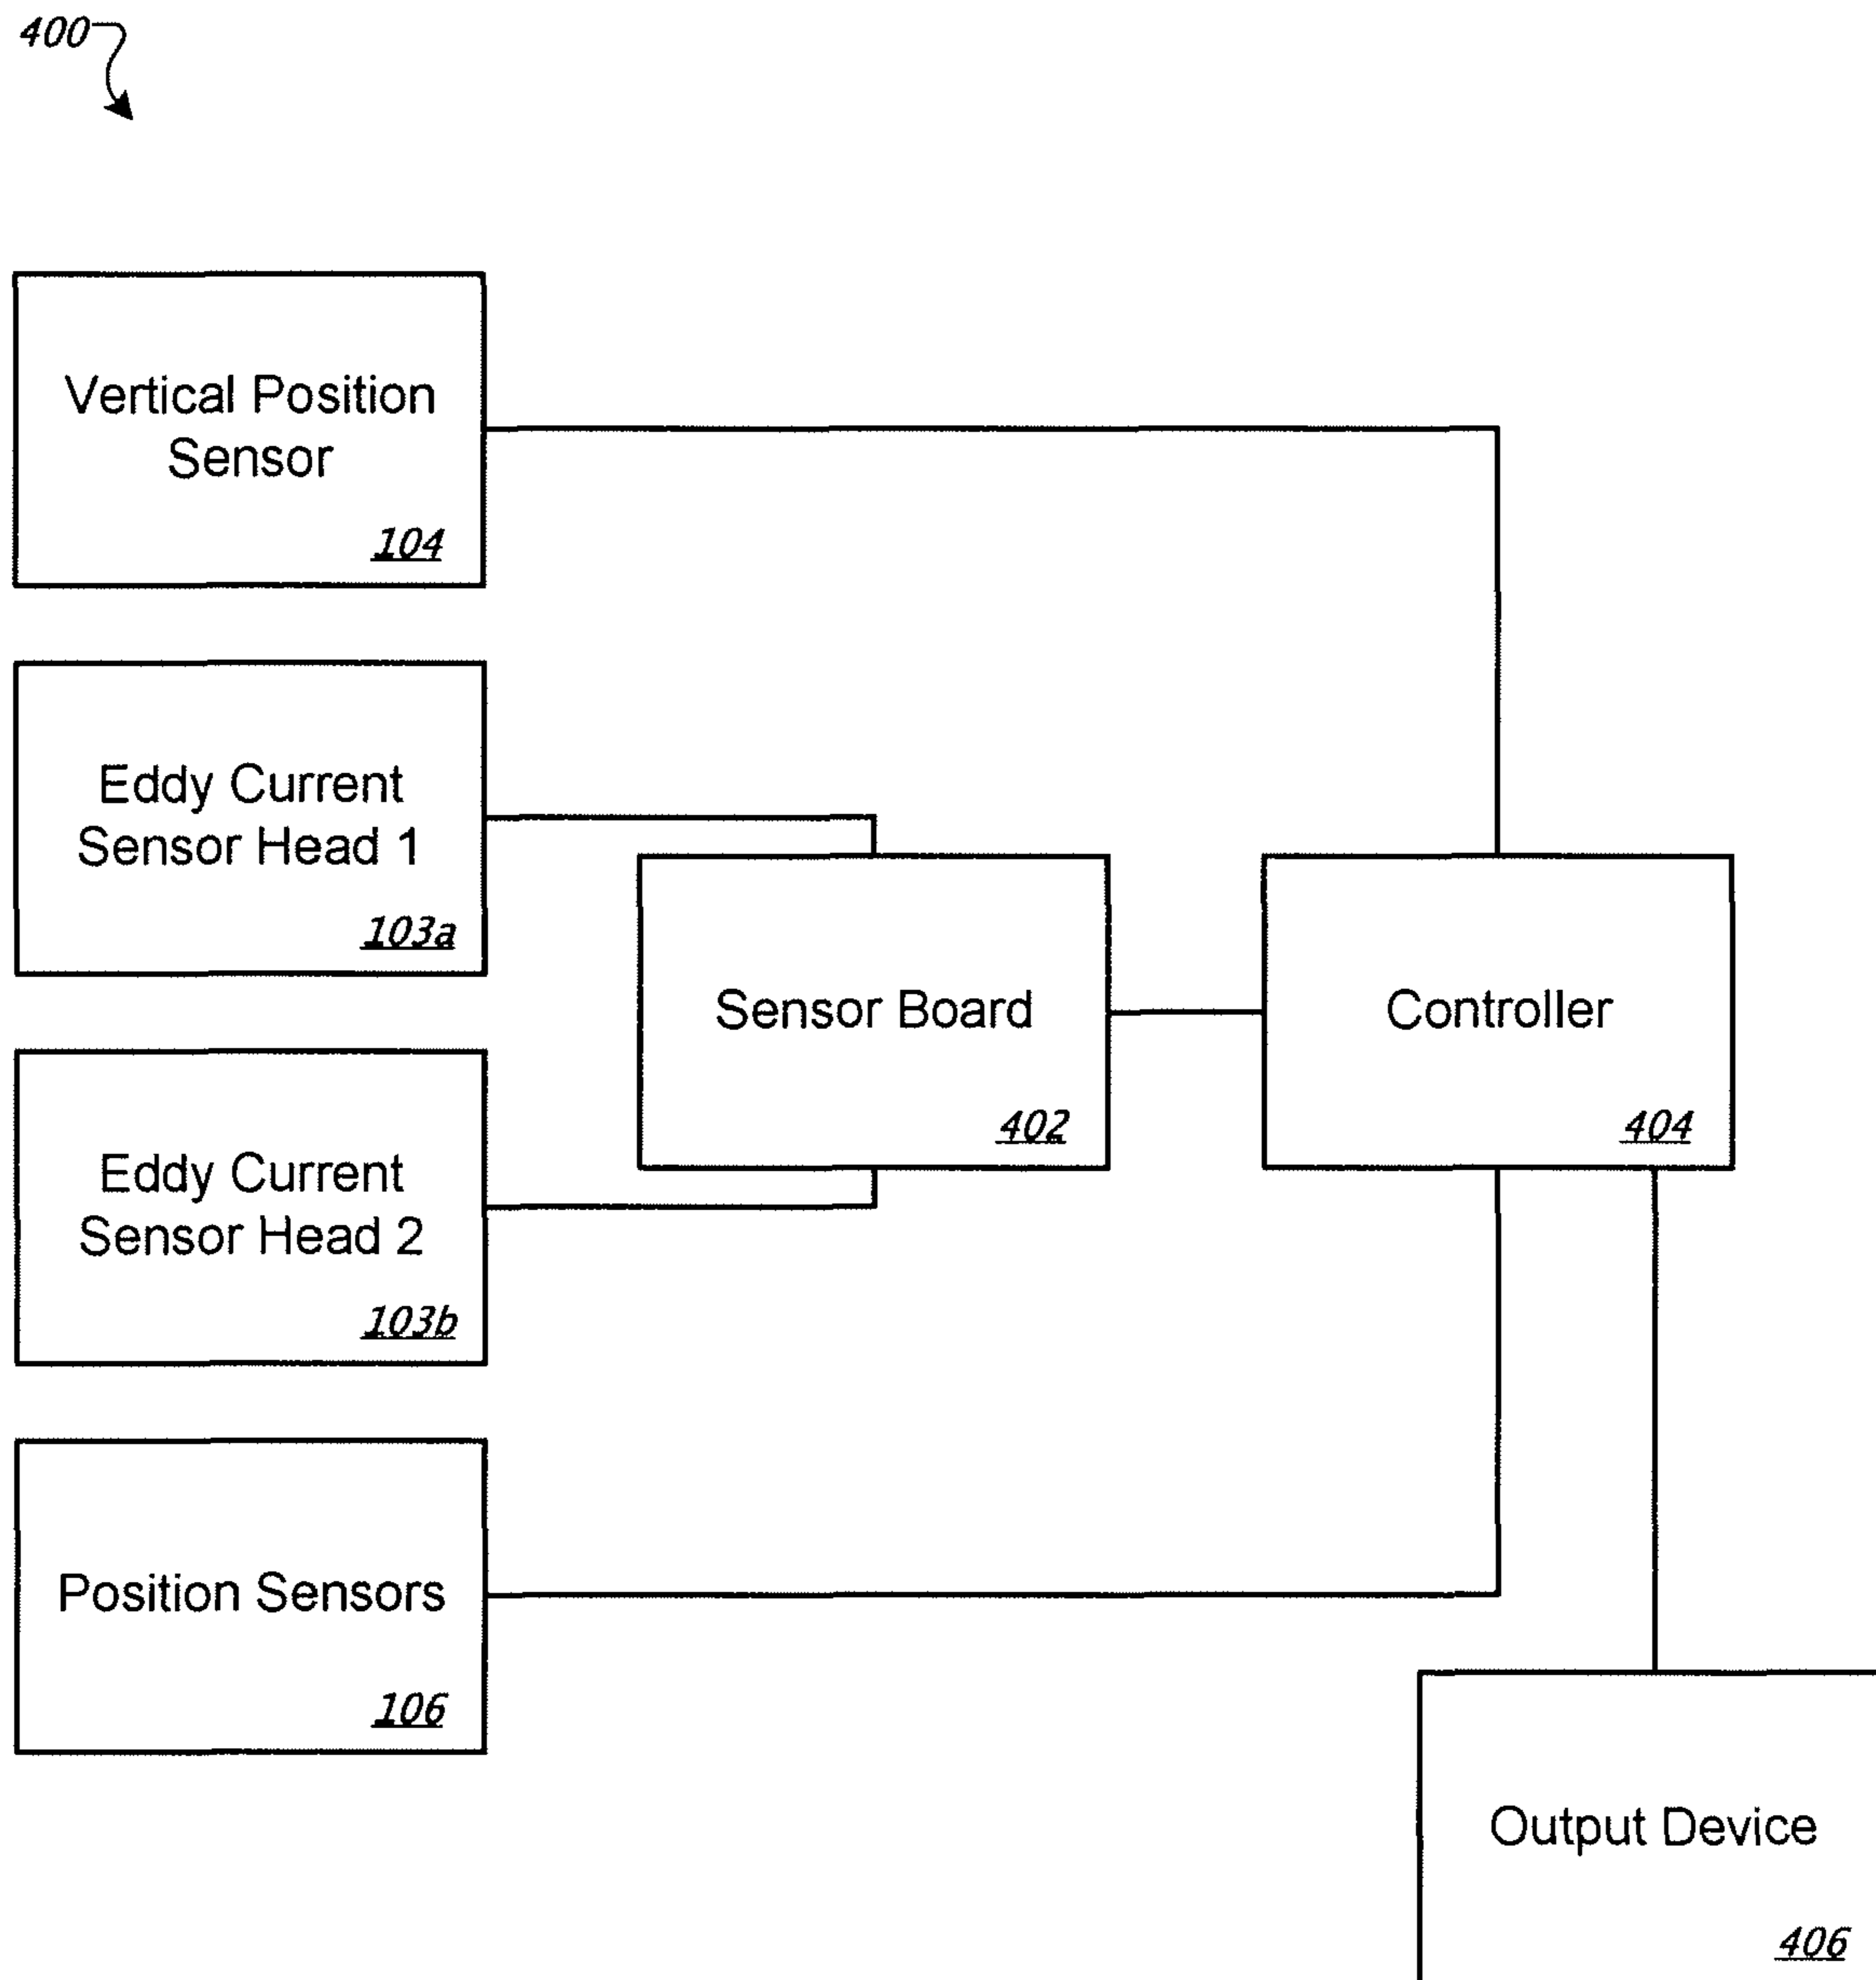 400
Vertical Position
Sensor
104
Eddy Current
Sensor Head 1
103a
Eddy Current
Sensor Head 2
103b
Position Sensors
106
Sensor Board
402
Controller
404
Output Device
406